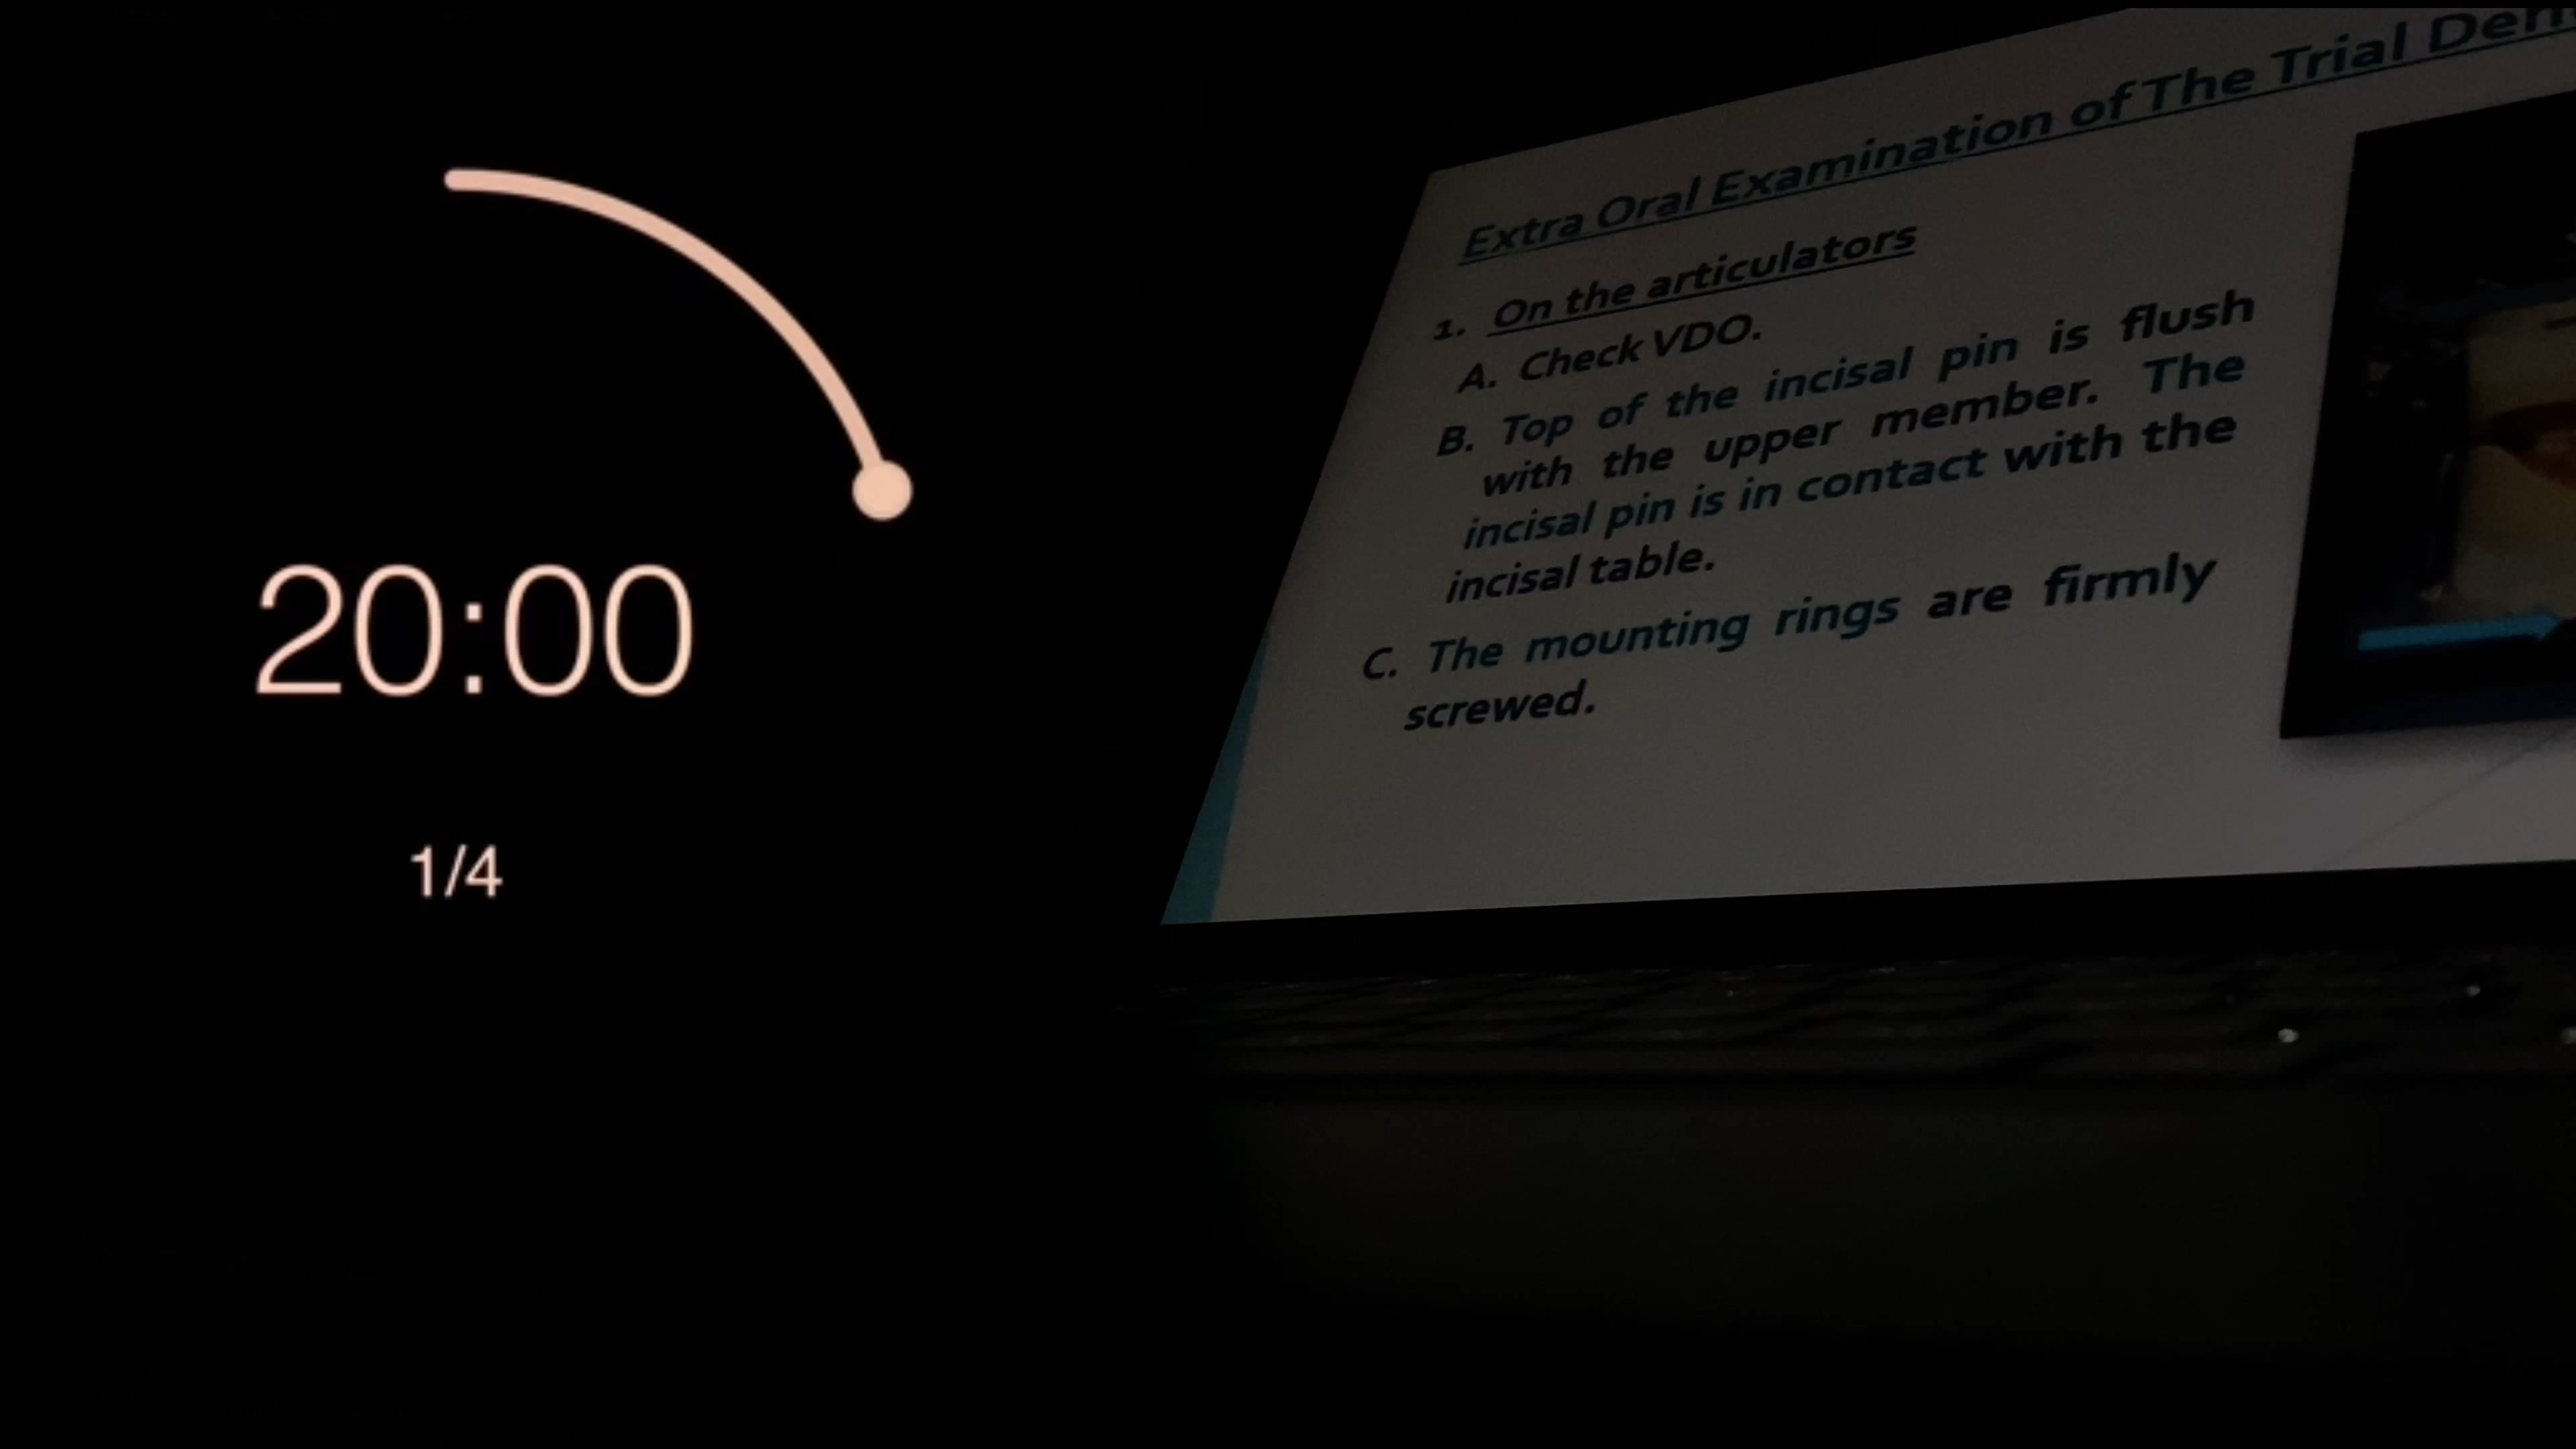 20:00
1/4
Extra Oral Examination of The Trial
1. On the articulators
A. Check VDO.
B. Top of the incisal pin is flush
with the upper member. The
incisal pin is in contact with the
incisal table.
C. The mounting rings are firmly
screwed.